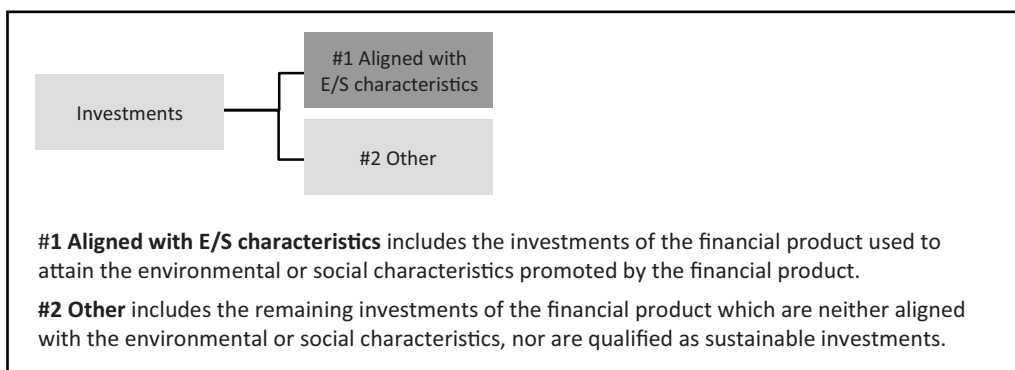 #1 Aligned with
E/S characteristics
Investments
#2 Other
#1 Aligned with E/S characteristics includes the investments of the financial product used to
attain the environmental or social characteristics promoted by the financial product.
#2 Other includes the remaining investments of the financial product which are neither aligned
with the environmental or social characteristics, nor are qualified as sustainable investments.